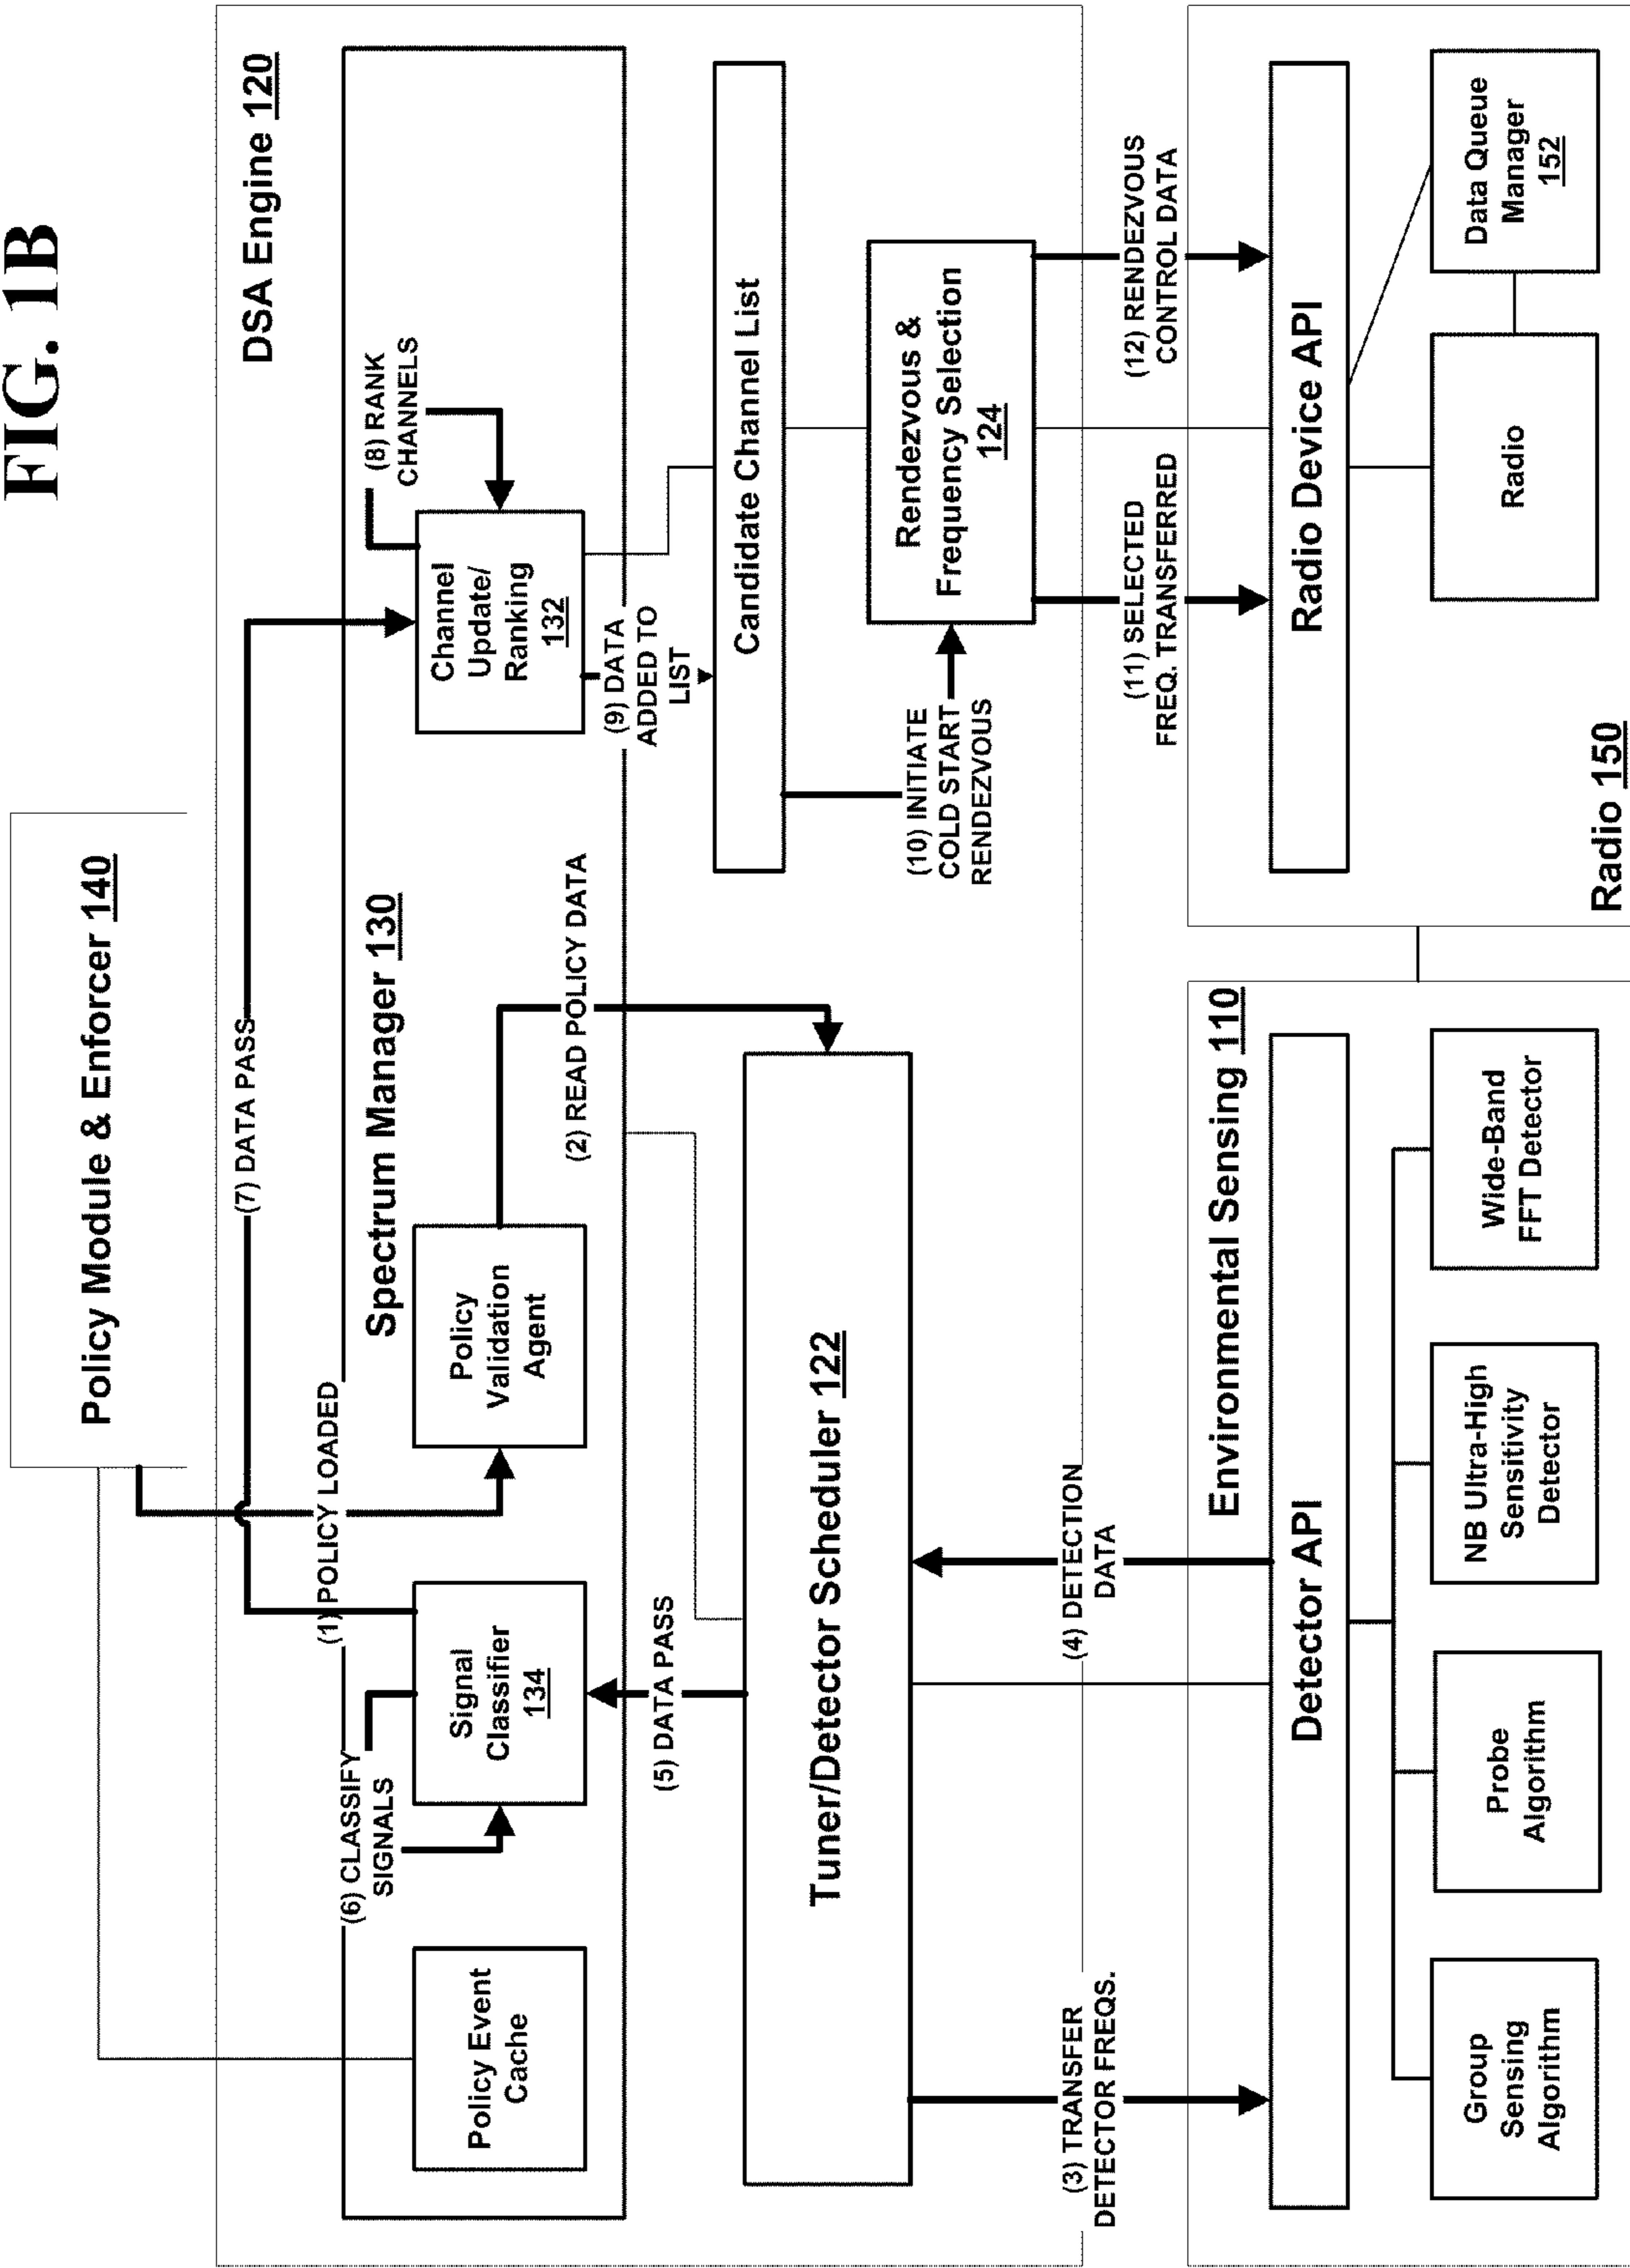 FIG. 1B
Policy Module & Enforcer 140
DSA Engine 120
(7) DATA PASS
(1) POLICY LOADED
(6) CLASSIFY
SIGNALS
Spectrum Manager 130
(8) RANK
CHANNELS
Policy Event
Cache
Signal
Classifier
134
Policy
Validation
Agent
Channel
Update/
Ranking
132
(5) DATA PASS
(2) READ POLICY DATA
(9) DATA
ADDED TO
LIST
Candidate Channel List
Tuner/Detector Scheduler 122
(10) INITIATE
COLD START
RENDEZVOUS
Rendezvous &
Frequency Selection
124
(3) TRANSFER
DETECTOR FREQS.
(4) DETECTION
DATA
(11) SELECTED
FREQ. TRANSFERRED
(12) RENDEZVOUS
CONTROL DATA
Environmental Sensing 110
Detector API
Radio Device API
Group
Sensing
Algorithm
Probe
Algorithm
NB Ultra-High
Sensitivity
Detector
Wide-Band
FFT Detector
Radio
Data Queue
Manager
152
Radio 150